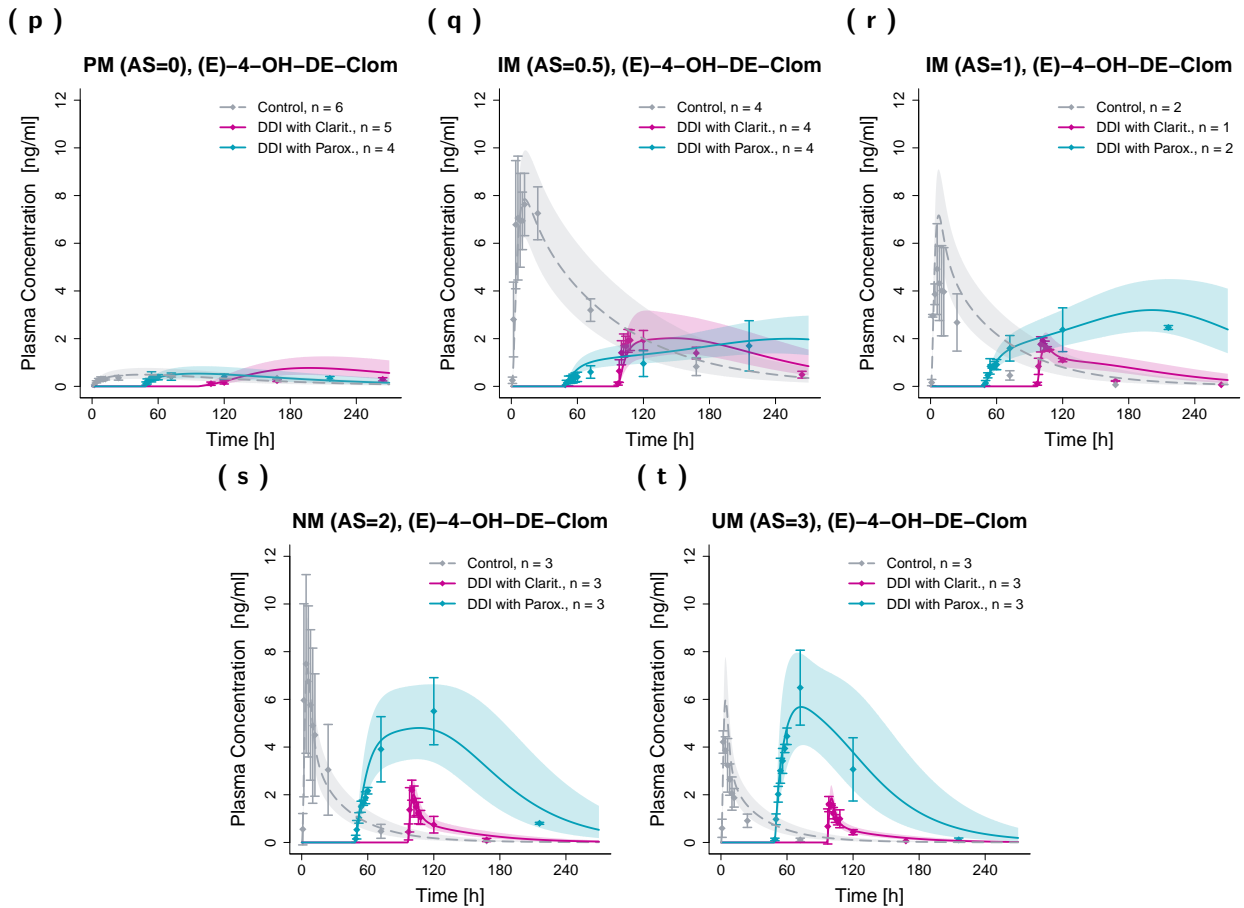 ( p )
PM (AS=0), (E)−4−OH−DE−Clom
Plasma Concentration [ng/ml]
12
10
8
6
4
2
0
Control, n = 6
DDI with Clarit., n = 5
DDI with Parox., n = 4
0 60 120 180 240
Time [h]
( q )
IM (AS=0.5), (E)−4−OH−DE−Clom
Plasma Concentration [ng/ml]
12
10
8
6
4
2
0
Control, n = 4
DDI with Clarit., n = 4
DDI with Parox., n = 4
0 60 120 180 240
Time [h]
( r )
IM (AS=1), (E)−4−OH−DE−Clom
Plasma Concentration [ng/ml]
12
10
8
6
4
2
0
Control, n = 2
DDI with Clarit., n = 1
DDI with Parox., n = 2
0 60 120 180 240
Time [h]
( s )
NM (AS=2), (E)−4−OH−DE−Clom
Plasma Concentration [ng/ml]
12
10
8
6
4
2
0
Control, n = 3
DDI with Clarit., n = 3
DDI with Parox., n = 3
0 60 120 180 240
Time [h]
( t )
UM (AS=3), (E)−4−OH−DE−Clom
Plasma Concentration [ng/ml]
12
10
8
6
4
2
0
Control, n = 3
DDI with Clarit., n = 3
DDI with Parox., n = 3
0 60 120 180 240
Time [h]